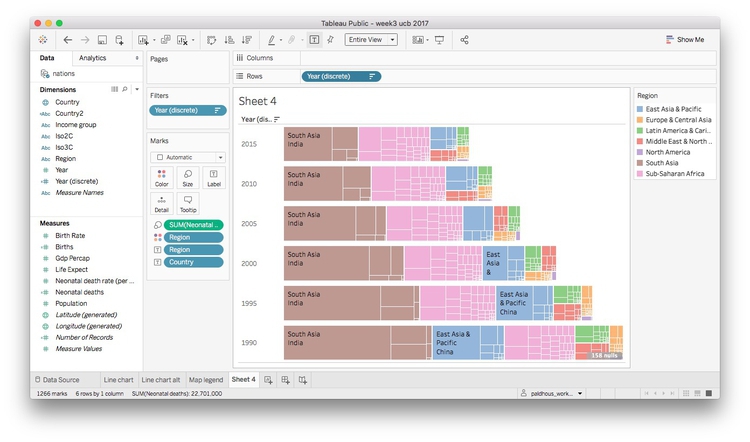 Tableau Public - week3 ucb 2017
Entire View
Show Me
Data
Analytics
Pages
Columns
nations
Rows
Year (discrete)
Dimensions
Filters
Sheet 4
Region
Country
Year (discrete)
Year (dis..
East Asia & Pacific
Abc Country2
Europe & Central Asia
Abc Income group
South Asia
India
2015
Latin America & Cari..
Abc Iso2C
Marks
Middle East & North ..
Abc Iso3C
Automatic
North America
Abc Region
South Asia
Year
Color
Size
Label
South Asia
India
2010
Sub-Saharan Africa
Year (discrete)
Abc Measure Names
Detail
Tooltip
South Asia
India
2005
Measures
SUM(Neonatal ..
Birth Rate
Region
Births
Region
South Asia
India
2000
East
Asia
&
Gdp Percap
Country
Life Expect
Neonatal death rate (per ...
South Asia
India
1995
East Asia
& Pacific
China
Neonatal deaths
Population
Latitude (generated)
Longitude (generated)
South Asia
India
1990
East Asia &
Pacific
China
Number of Records
Measure Values
158 nulls
Data Source
Line chart
Line chart alt
Map legend
Sheet 4
1266 marks
6 rows by 1 column
SUM(Neonatal deaths): 22,701,000
paldhous_work...